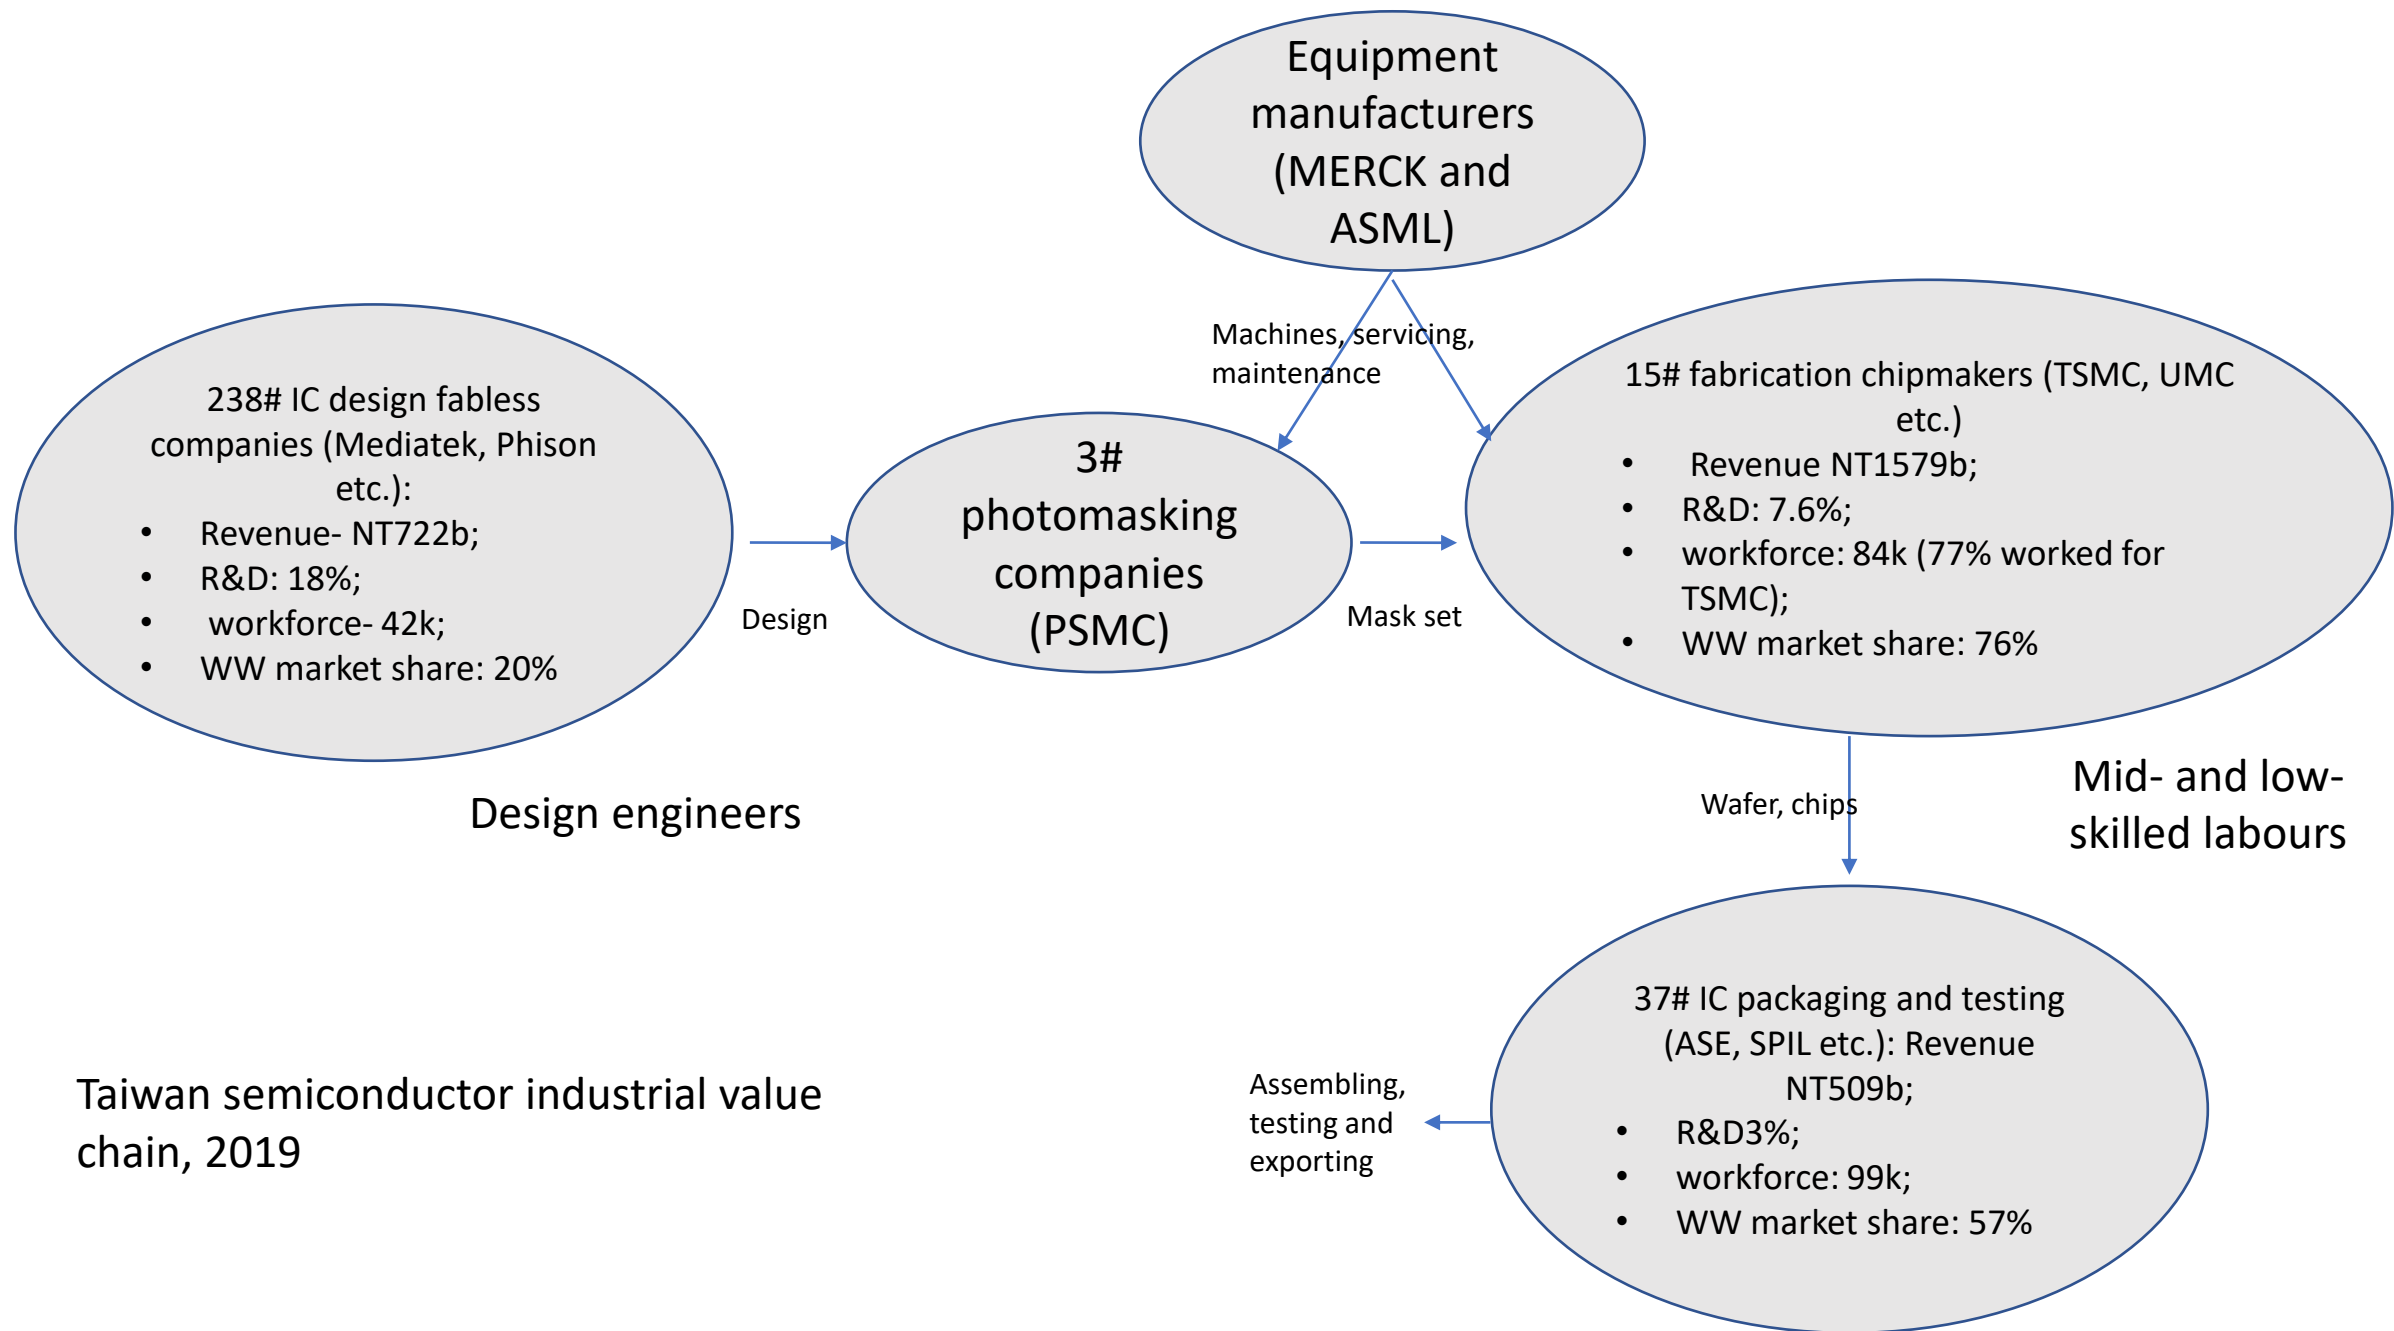 Equipment
manufacturers
(MERCK and
ASML)
Machines, servicing,
maintenance
238# IC design fabless
companies (Mediatek, Phison
etc.):
• Revenue- NT722b;
• R&D: 18%;
• workforce- 42k;
• WW market share: 20%
Design
3#
photomasking
companies
(PSMC)
Mask set
15# fabrication chipmakers (TSMC, UMC
etc.)
• Revenue NT1579b;
• R&D: 7.6%;
• workforce: 84k (77% worked for
TSMC);
• WW market share: 76%
Design engineers
Wafer, chips
Mid- and low-
skilled labours
37# IC packaging and testing
(ASE, SPIL etc.): Revenue
NT509b;
• R&D3%;
• workforce: 99k;
• WW market share: 57%
Assembling,
testing and
exporting
Taiwan semiconductor industrial value
chain, 2019